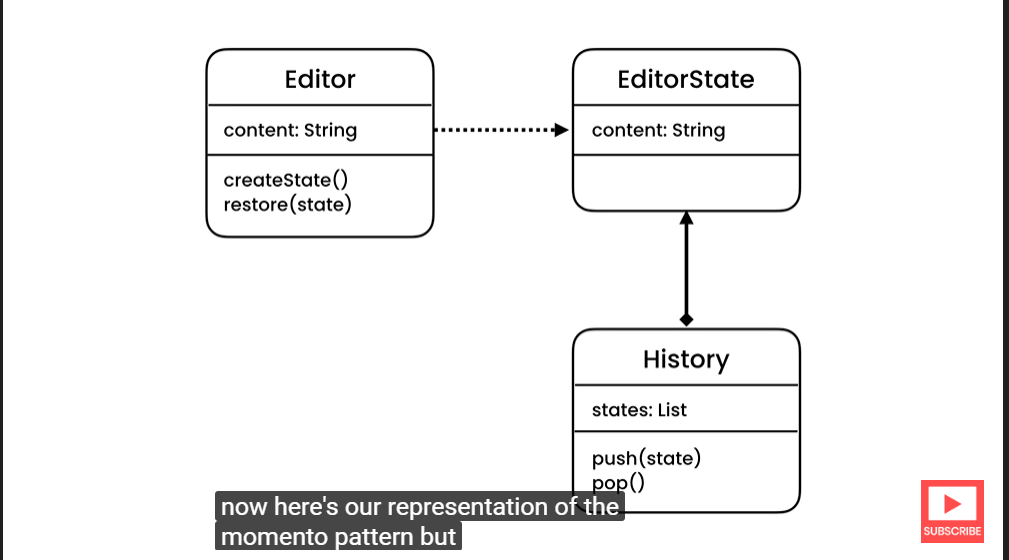 Editor
content: String
createState()
restore(state)
EditorState
content: String
History
states: List
push(state)
pop()
now here's our representation of the
momento pattern but
SUBSCRIBE